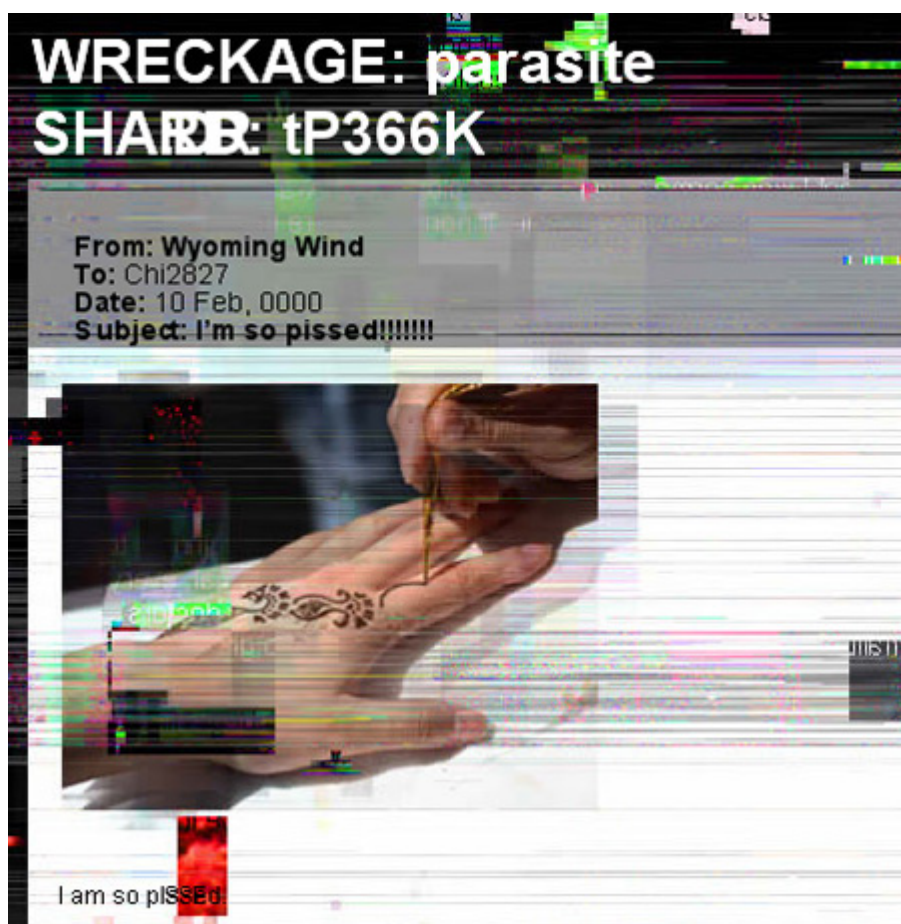 WRECKAGE: parasite
SHARD: tP366K
From: Wyoming Wind
To: Chi2827
Date: 10 Feb, 0000
Subject: I'm so pissed!!!!!!!
I am so pISSEd